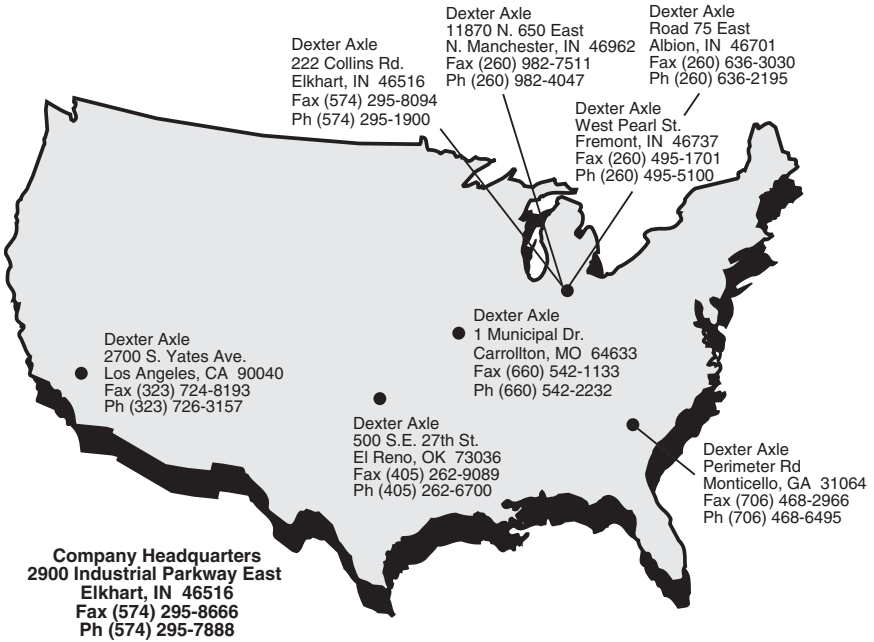 Dexter Axle
11870 N. 650 East
N. Manchester, IN 46962
Fax (260) 982-7511
Ph (260) 982-4047
Dexter Axle
Road 75 East
Albion, IN 46701
Fax (260) 636-3030
Ph (260) 636-2195
Dexter Axle
222 Collins Rd.
Elkhart, IN 46516
Fax (574) 295-8094
Ph (574) 295-1900
Dexter Axle
West Pearl St.
Fremont, IN 46737
Fax (260) 495-1701
Ph (260) 495-5100
Dexter Axle
1 Municipal Dr.
Carrollton, MO 64633
Fax (660) 542-1133
Ph (660) 542-2232
Dexter Axle
2700 S. Yates Ave.
Los Angeles, CA 90040
Fax (323) 724-8193
Ph (323) 726-3157
Dexter Axle
500 S.E. 27th St.
El Reno, OK 73036
Fax (405) 262-9089
Ph (405) 262-6700
Dexter Axle
Perimeter Rd
Monticello, GA 31064
Fax (706) 468-2966
Ph (706) 468-6495
Company Headquarters
2900 Industrial Parkway East
Elkhart, IN 46516
Fax (574) 295-8666
Ph (574) 295-7888